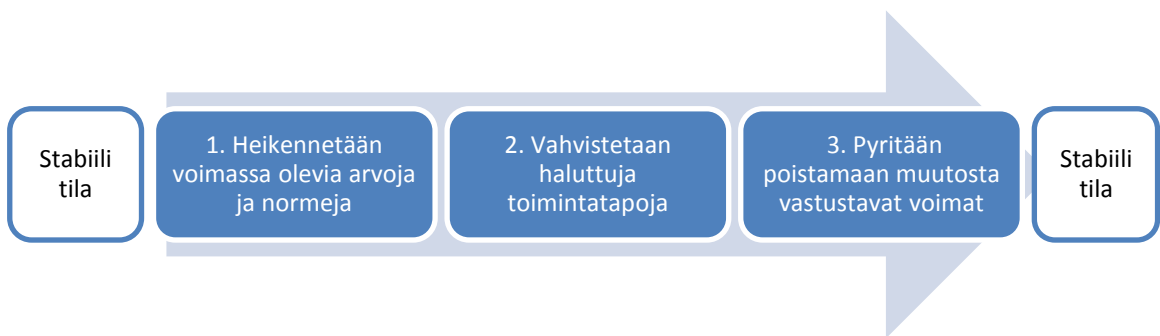 Stabiili
tila
1. Heikennetään
voimassa olevia arvoja
ja normeja
2. Vahvistetaan
haluttuja
toimintatapoja
3. Pyritään
poistamaan muutosta
vastustavat voimat
Stabiili
tila